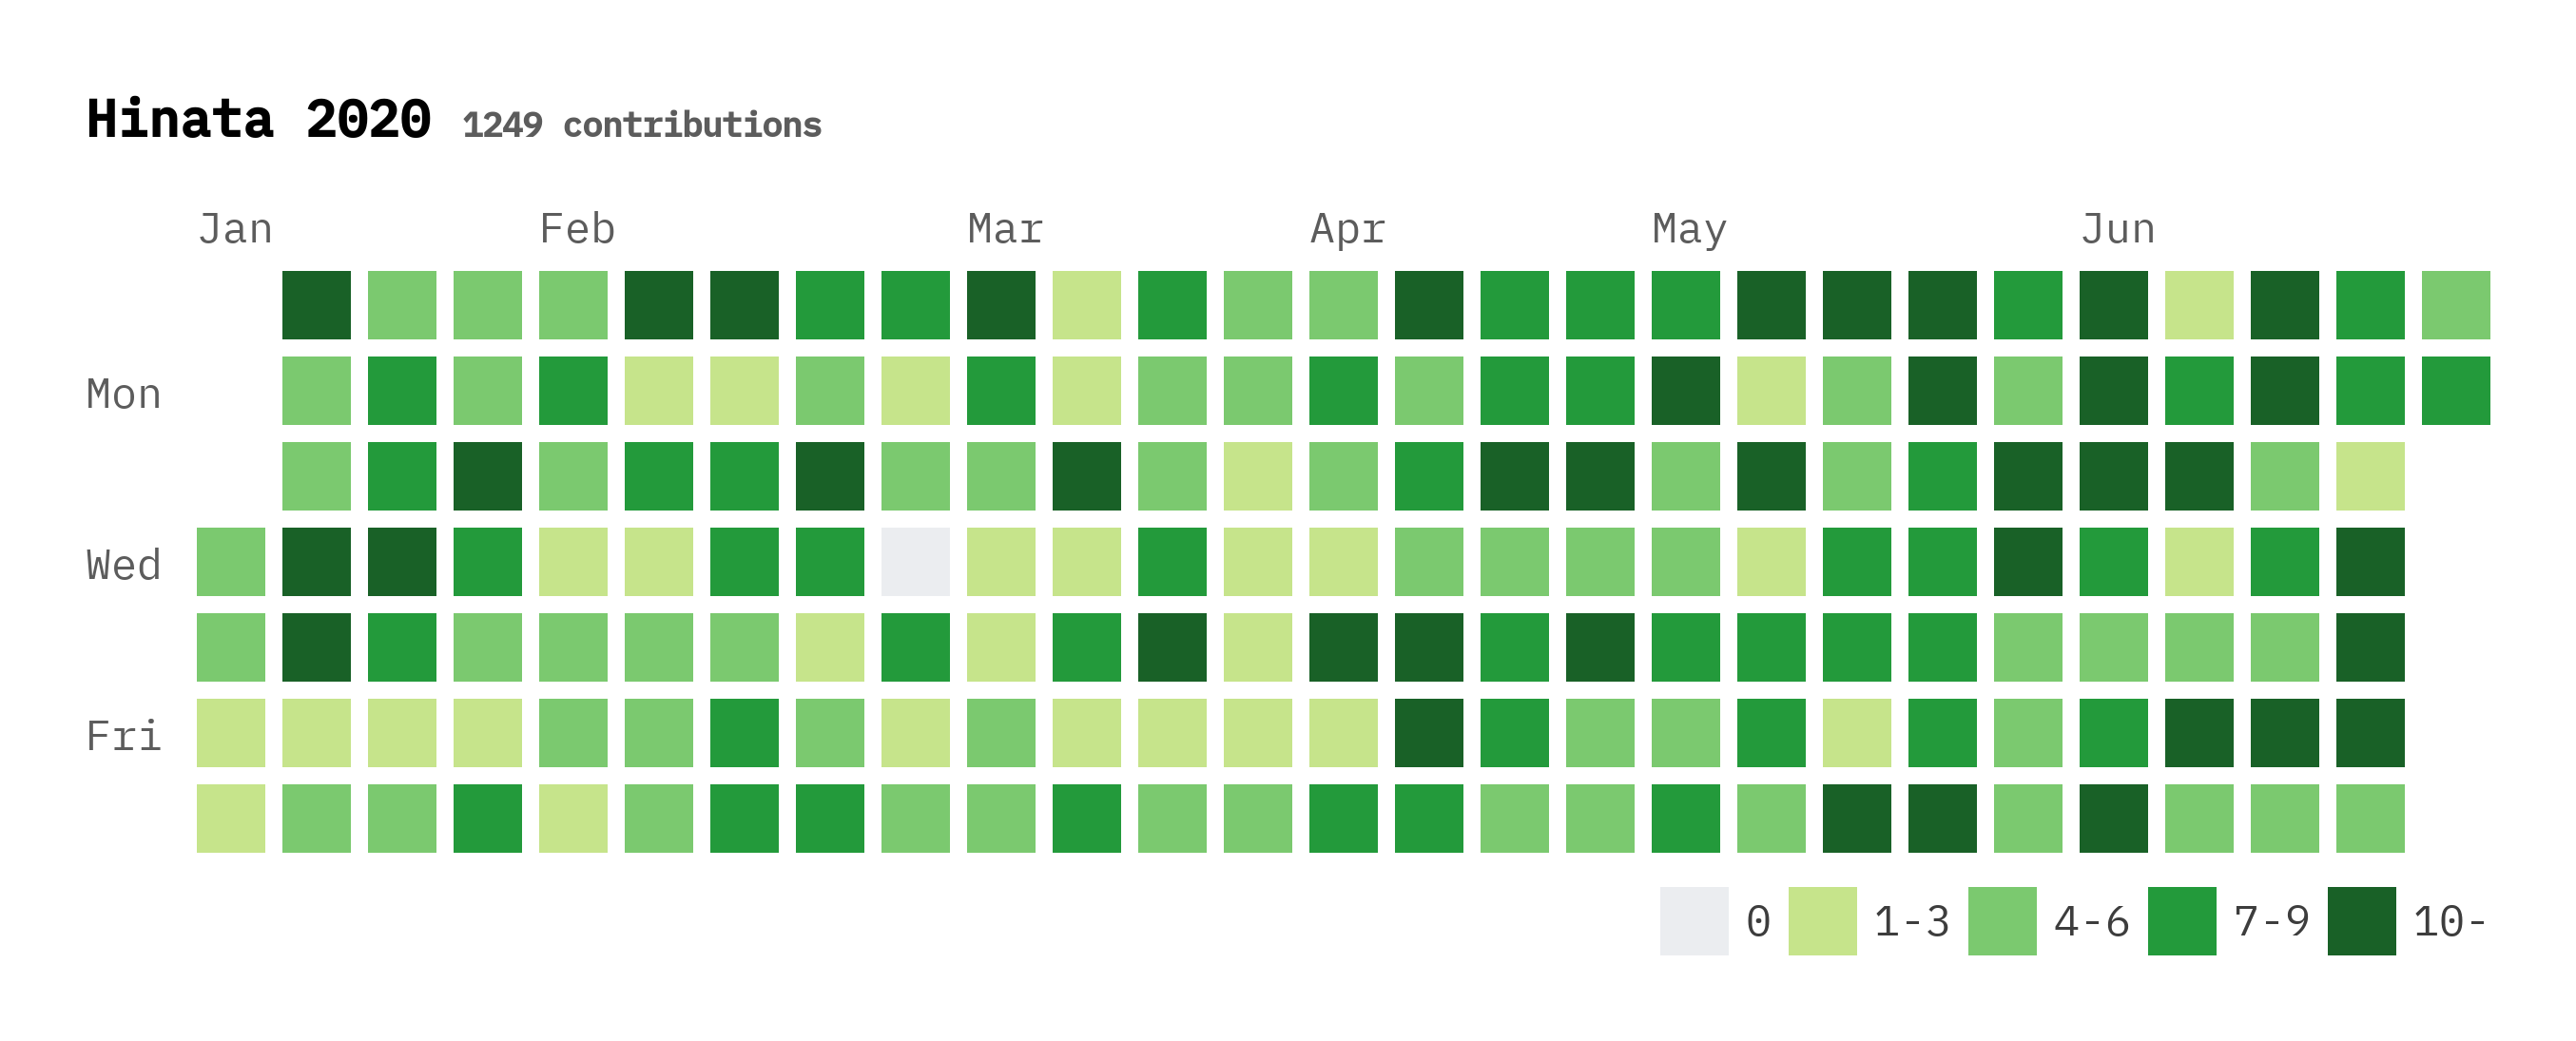 Hinata 2020 1249 contributions
Jan Feb Mar Apr May Jun
Mon
Wed
Fri
0 1-3 4-6 7-9 10-